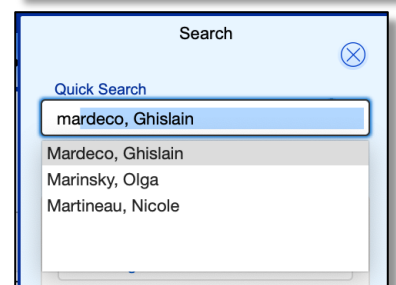 Search
Quick Search
mardeco, Ghislain
Mardeco, Ghislain
Marinsky, Olga
Martineau, Nicole